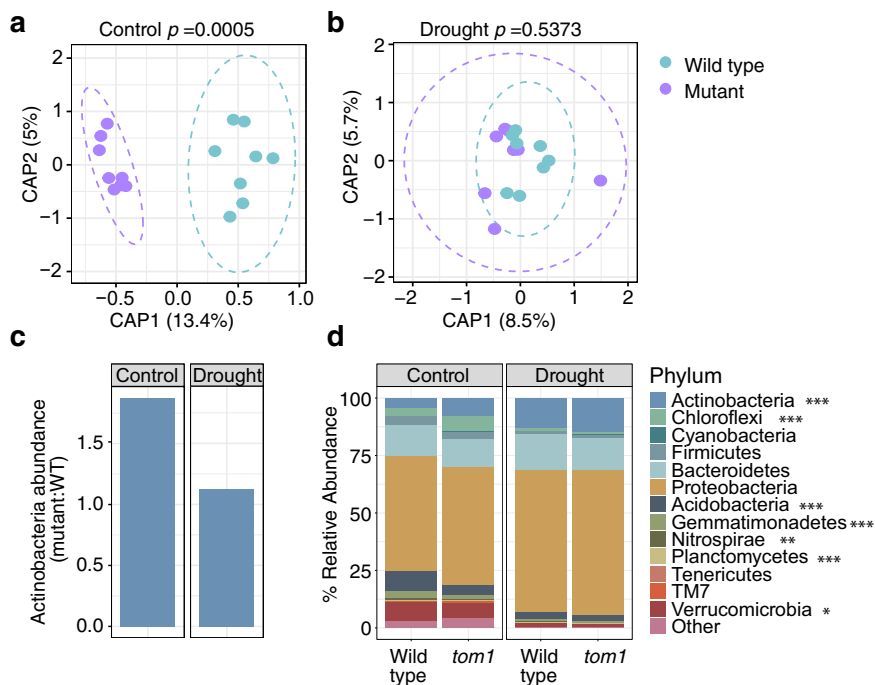 a
Control p =0.0005
CAP2 (5%)
2
1
0
−1
−2
−0.5
0.0
0.5
1.0
CAP1 (13.4%)
b
Drought p =0.5373
CAP2 (5.7%)
2
1
0
−1
−2
−2
−1
0
1
2
CAP1 (8.5%)
Wild type
Mutant
c
Actinobacteria abundance
(mutant:WT)
Control
Drought
1.5
1.0
0.5
0.0
d
% Relative Abundance
Control
Drought
100
75
50
25
0
Wild
type
tom1
Wild
type
tom1
Phylum
Actinobacteria ***
Chloroflexi ***
Cyanobacteria
Firmicutes
Bacteroidetes
Proteobacteria
Acidobacteria ***
Gemmatimonadetes ***
Nitrospirae **
Planctomycetes ***
Tenericutes
TM7
Verrucomicrobia *
Other